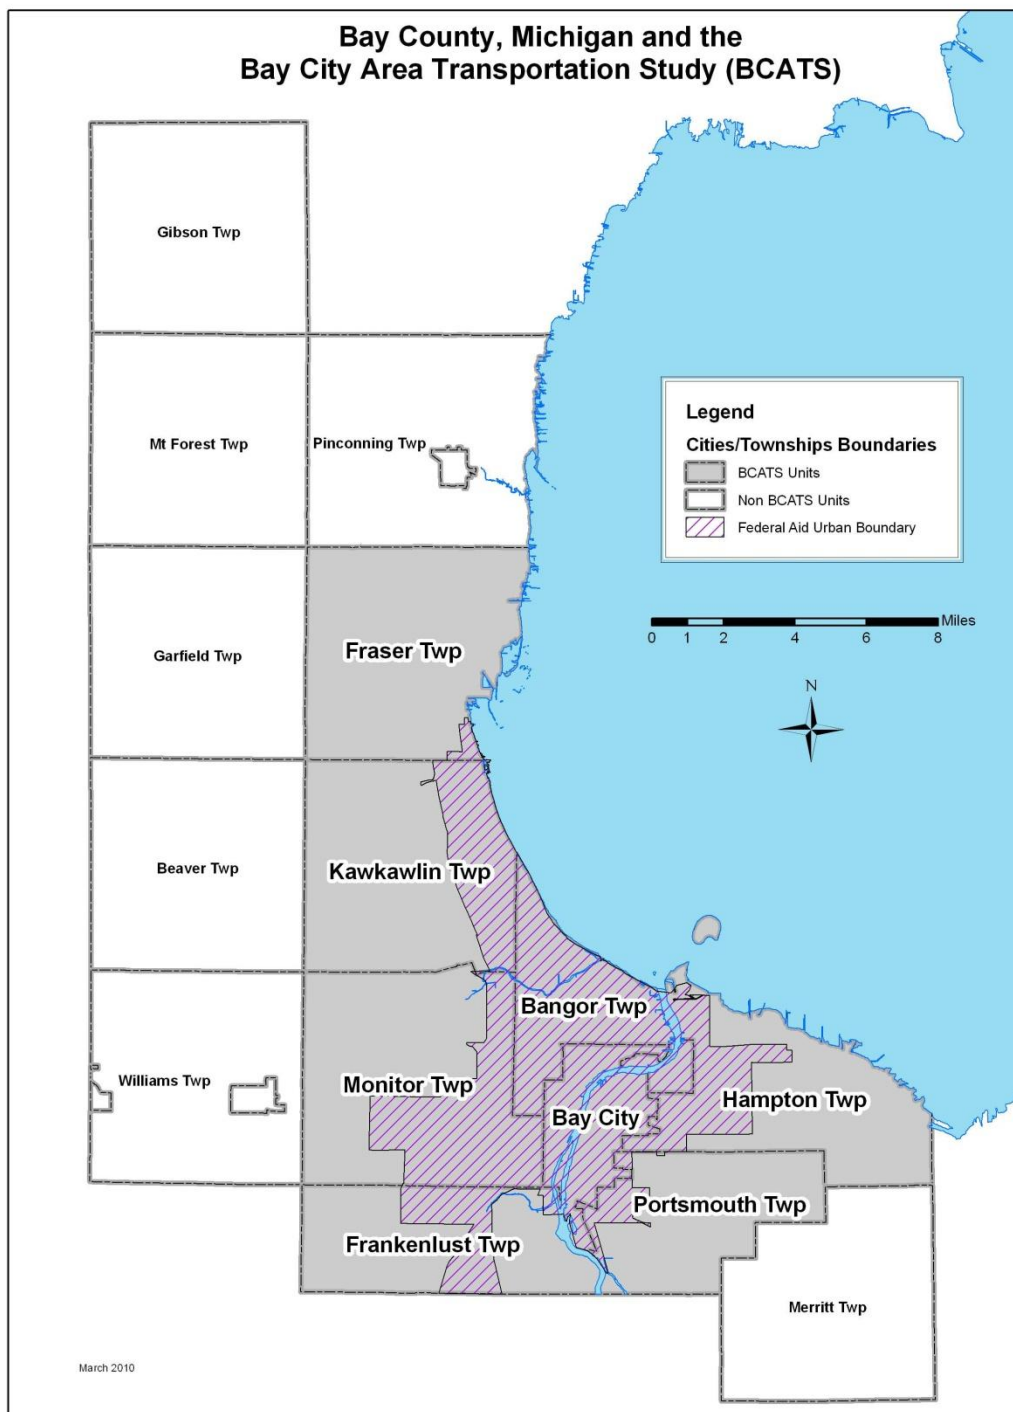 Bay County, Michigan and the
Bay City Area Transportation Study (BCATS)
Gibson Twp
Mt Forest Twp
Pinconning Twp
Legend
Cities/Townships Boundaries
BCATS Units
Non BCATS Units
Federal Aid Urban Boundary
Miles
0 1 2 4 6 8
N
Garfield Twp
Fraser Twp
Beaver Twp
Kawkawlin Twp
Bangor Twp
Williams Twp
Monitor Twp
Bay City
Hampton Twp
Portsmouth Twp
Frankenlust Twp
Merritt Twp
March 2010